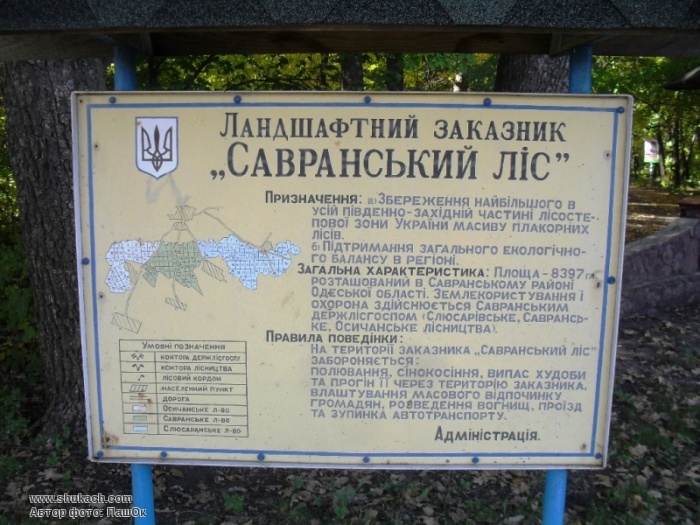 Ландшафтний заказник
„Савранський ліс"
Призначення: а) Збереження найбільшого в
усій південно-західній частині лісосте-
пової зони України масиву плакорних
лісів.
б) Підтримання загального екологічно-
го балансу в регіоні.
Загальна характеристика: Площа - 8397 га,
розташований в Савранському районі
Одеської області. Землекористування і
охорона здійснюється Савранським
держлісгоспом (Слюсарівське, Савransь-
ке, Осичанське лісництва).
Правила поведінки:
На території заказника „Савранський ліс"
забороняється:
полювання, сінокосіння, випас худоби
та прогін її через територію заказника,
влаштування масового відпочинку
громадян, розведення вогнищ, проїзд
та зупинка автотранспорту.
Адміністрація.
Умовні позначення
контора держлісгоспу
контора лісництва
лісовий кордон
населенний пункт
дорога
Осичанське л-во
Савранське л-во
Слюсаранське л-во
www.shukach.com
Автор фото: ПашОк